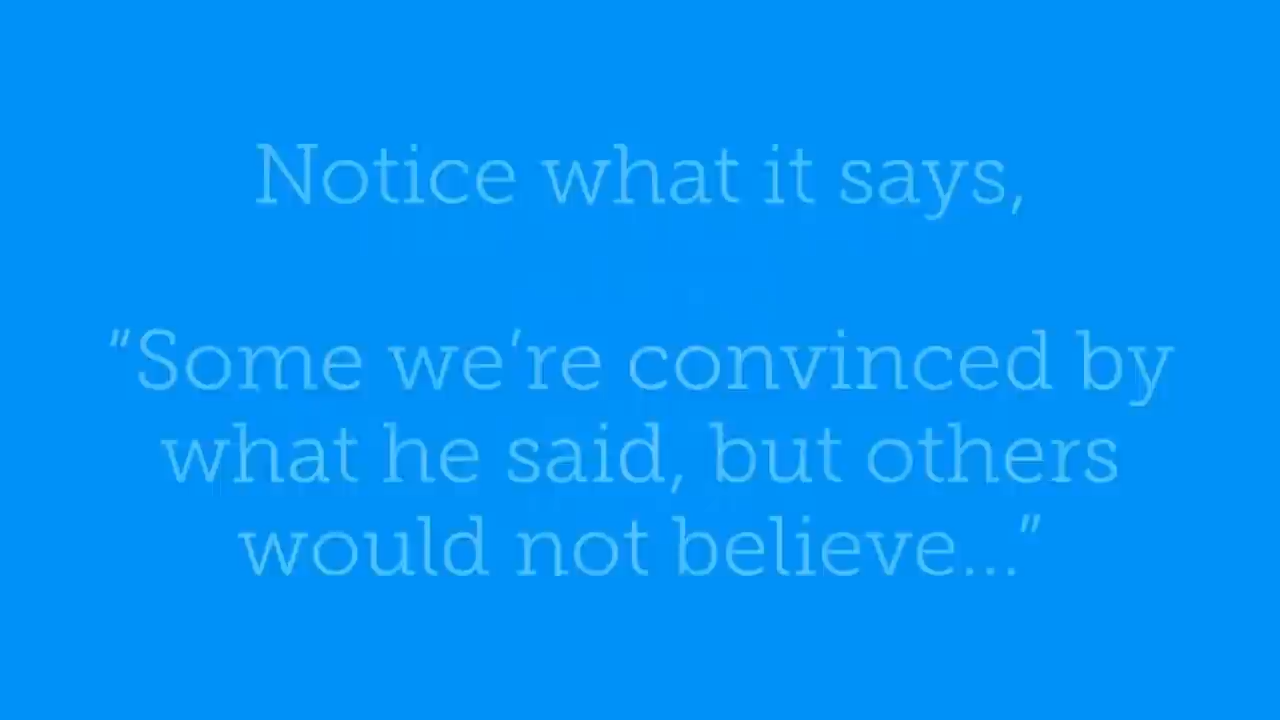 Notice what it says,
"Some we're convinced by
what he said, but others
would not believe..."